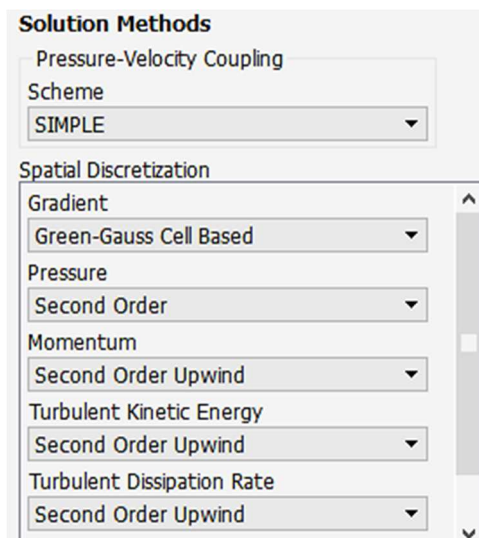 Solution Methods
Pressure-Velocity Coupling
Scheme
SIMPLE
Spatial Discretization
Gradient
Green-Gauss Cell Based
Pressure
Second Order
Momentum
Second Order Upwind
Turbulent Kinetic Energy
Second Order Upwind
Turbulent Dissipation Rate
Second Order Upwind